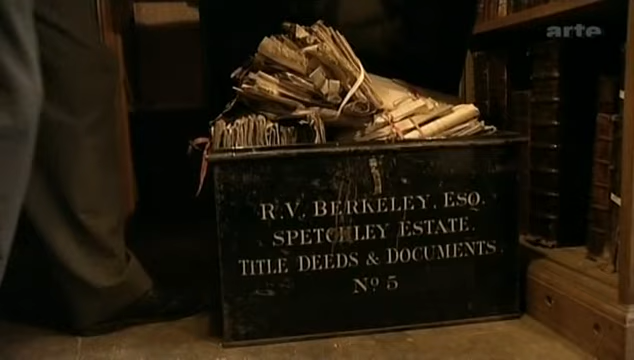 arte
R.V. BERKELEY. ESQ.
SPETCHLEY ESTATE.
TITLE DEEDS & DOCUMENTS.
Nº 5